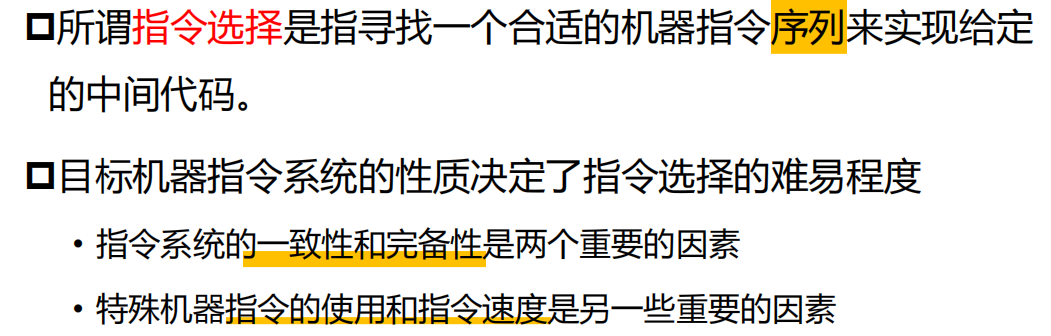 所谓指令选择是指寻找一个合适的机器指令序列来实现给定
的中间代码。
目标机器指令系统的性质决定了指令选择的难易程度
• 指令系统的一致性和完备性是两个重要的因素
• 特殊机器指令的使用和指令速度是另一些重要的因素